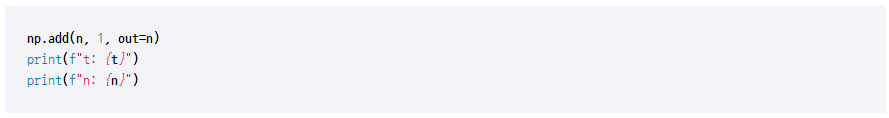 np.add(n, 1, out=n)
print(f"t: {t}")
print(f"n: {n}")